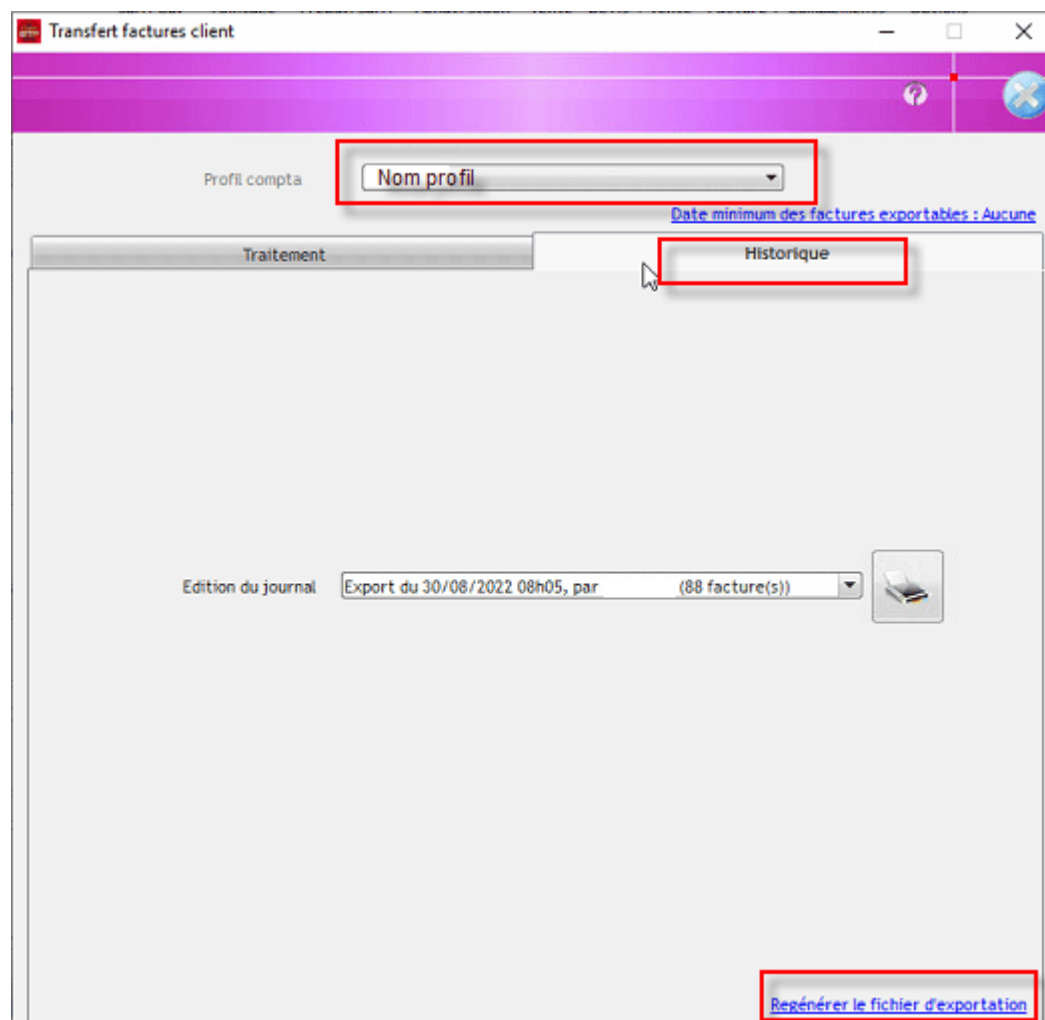 Transfert factures client
Profil compta
Nom profil
Date minimum des factures exportables : Aucune
Traitement
Historique
Edition du journal
Export du 30/08/2022 08h05, par (88 facture(s))
Regénérer le fichier d'exportation